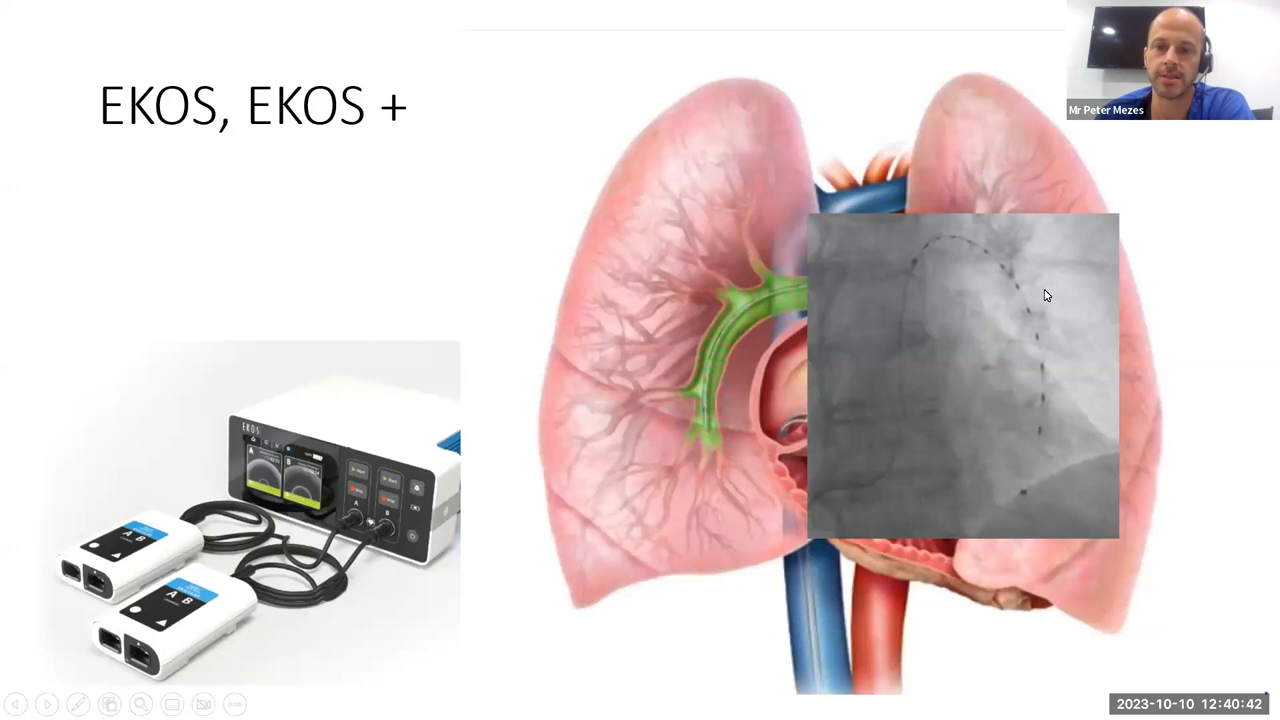 EKOS, EKOS +
Mr Peter Mezes
EKOS
A
B
A
B
A B
A B
2023-10-10 12:40:42